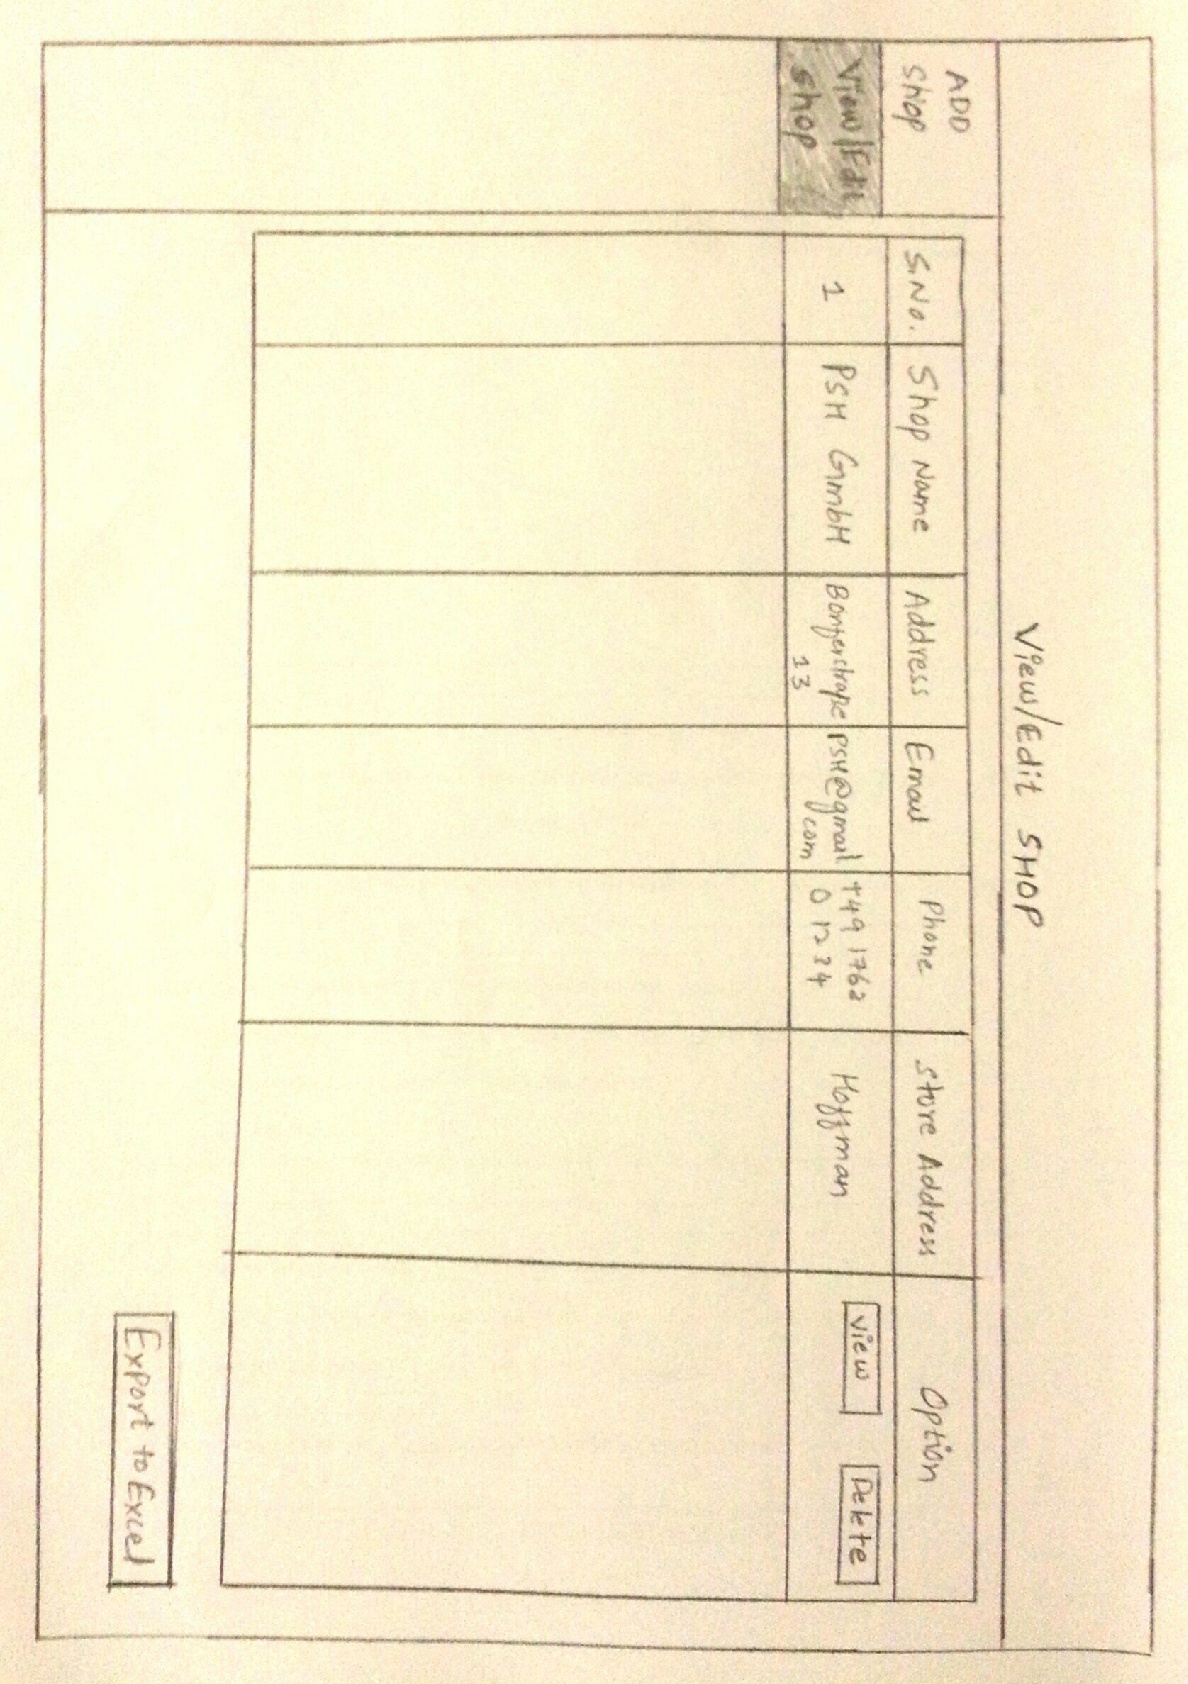 View/Edit SHOP
ADD
Shop
View/Edit
shop
S.No.
Shop Name
Address
Email
Phone
Store Address
Option
1
PSH GmbH
13
PSH@gmail
com
+49 1762
0 1234
Hoffman
View
Delete
Export to Excel